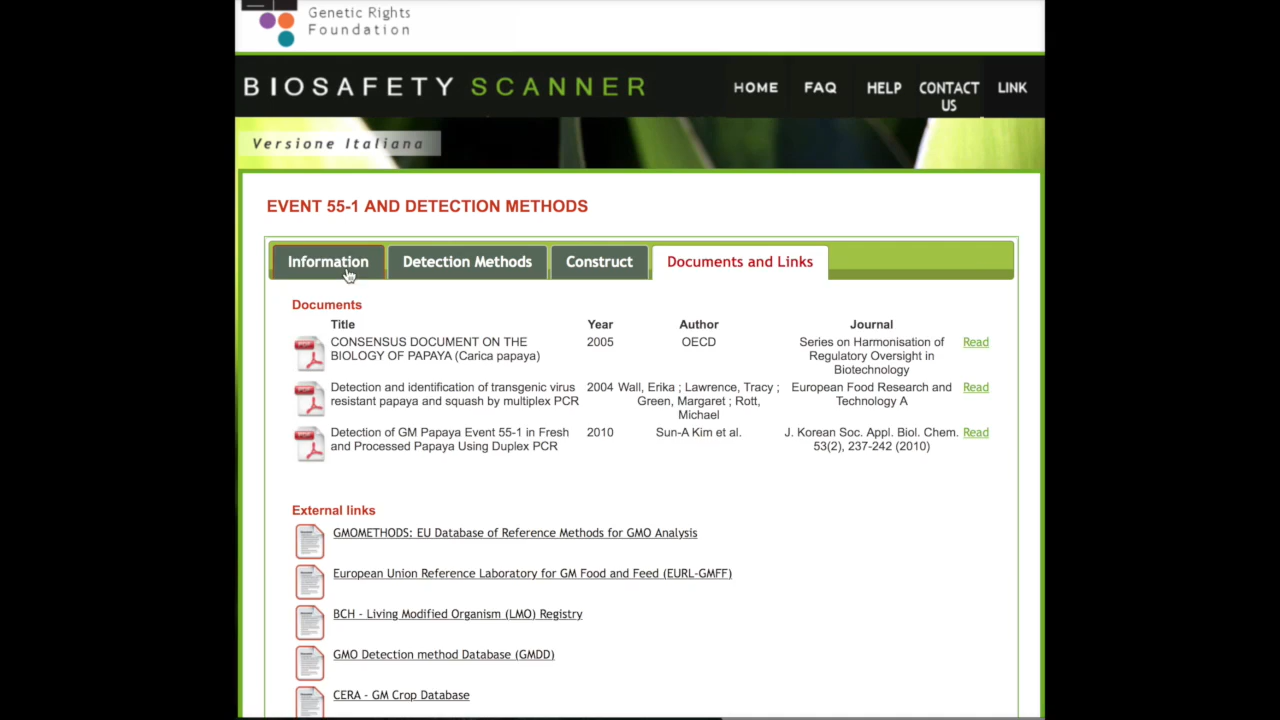 Genetic Rights
Foundation
BIOSAFETY SCANNER
HOME FAQ HELP CONTACT US LINK
Versione Italiana
EVENT 55-1 AND DETECTION METHODS
Information Detection Methods Construct Documents and Links
Documents
Title Year Author Journal
CONSENSUS DOCUMENT ON THE 2005 OECD Series on Harmonisation of Read
BIOLOGY OF PAPAYA (Carica papaya) Regulatory Oversight in
Biotechnology
Detection and identification of transgenic virus 2004 Wall, Erika ; Lawrence, Tracy ; European Food Research and Read
resistant papaya and squash by multiplex PCR Green, Margaret ; Rott, Technology A
Michael
Detection of GM Papaya Event 55-1 in Fresh 2010 Sun-A Kim et al. J. Korean Soc. Appl. Biol. Chem. Read
and Processed Papaya Using Duplex PCR 53(2), 237-242 (2010)
External links
GMOMETHODS: EU Database of Reference Methods for GMO Analysis
European Union Reference Laboratory for GM Food and Feed (EURL-GMFF)
BCH - Living Modified Organism (LMO) Registry
GMO Detection method Database (GMDD)
CERA - GM Crop Database